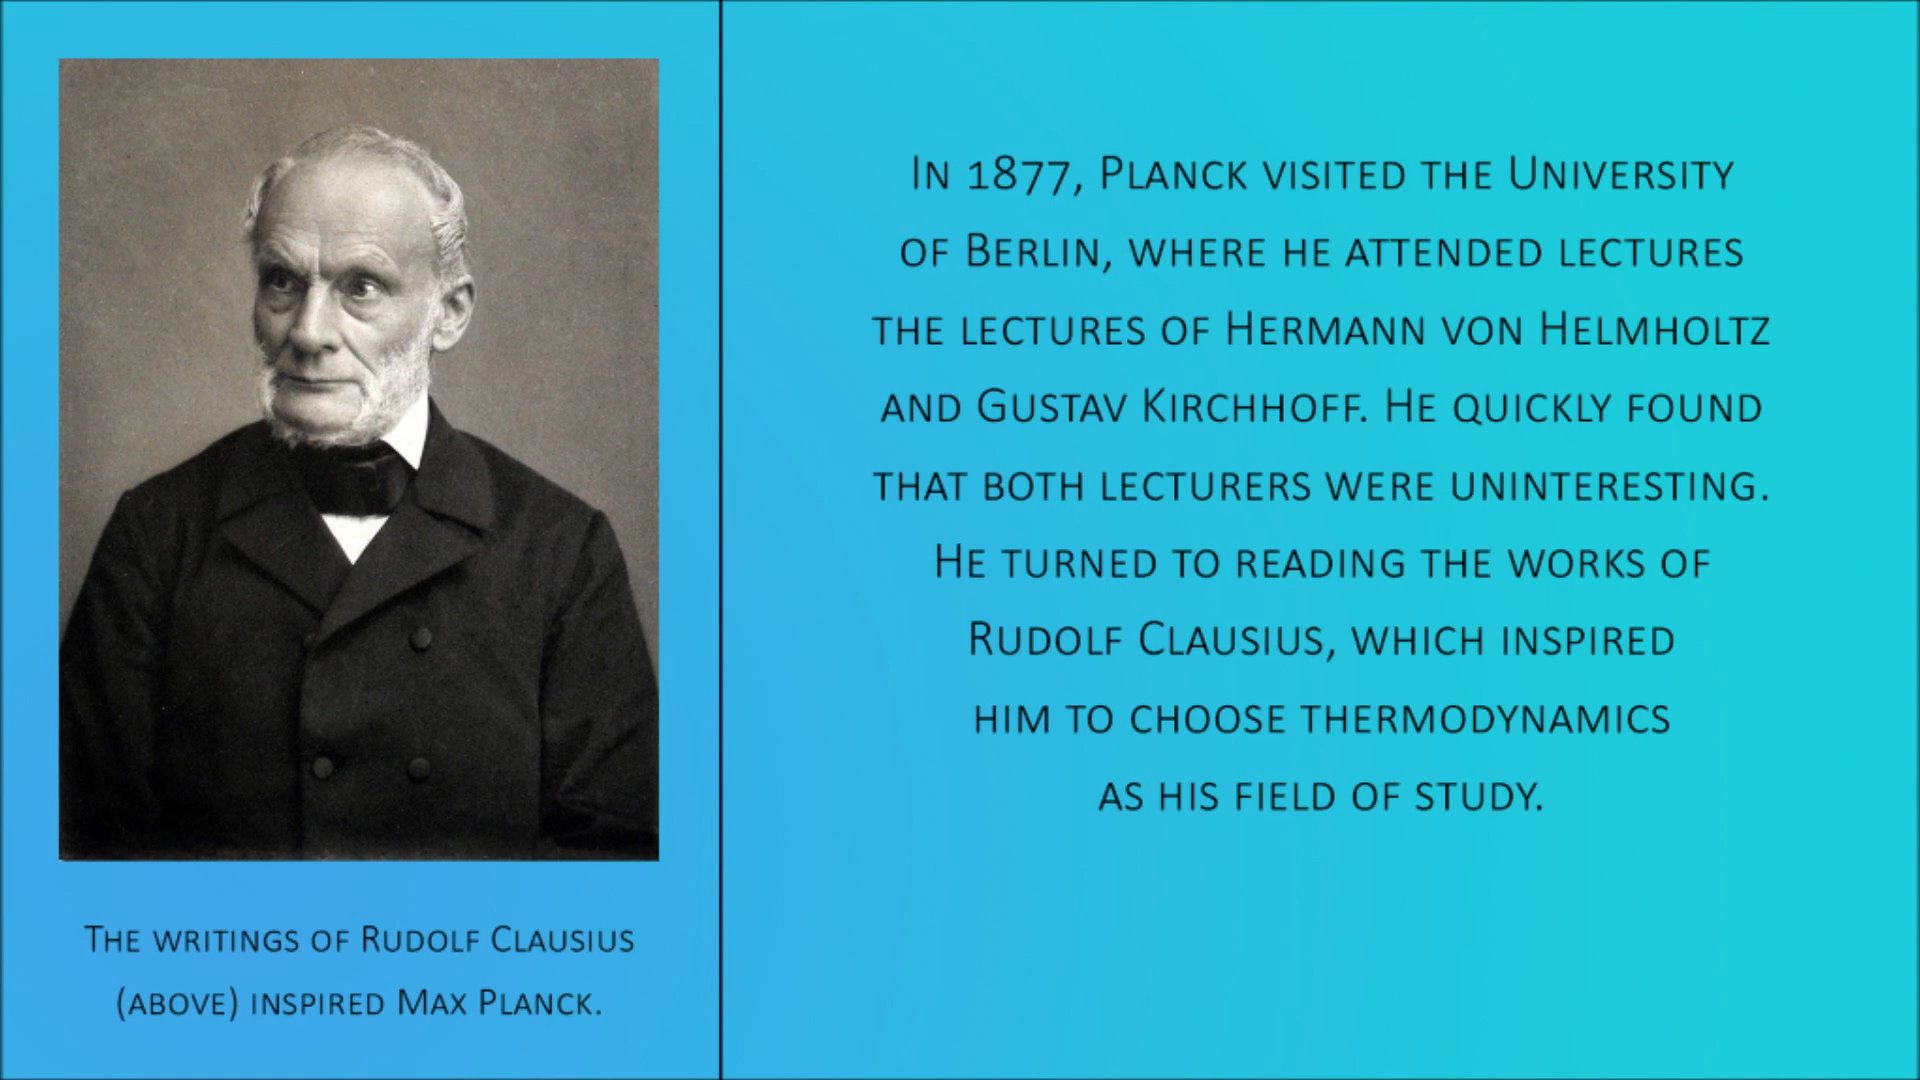 In 1877, Planck visited the University
of Berlin, where he attended lectures
the lectures of Hermann von Helmholtz
and Gustav Kirchhoff. He quickly found
that both lecturers were uninteresting.
He turned to reading the works of
Rudolf Clausius, which inspired
him to choose thermodynamics
as his field of study.
The writings of Rudolf Clausius
(above) inspired Max Planck.